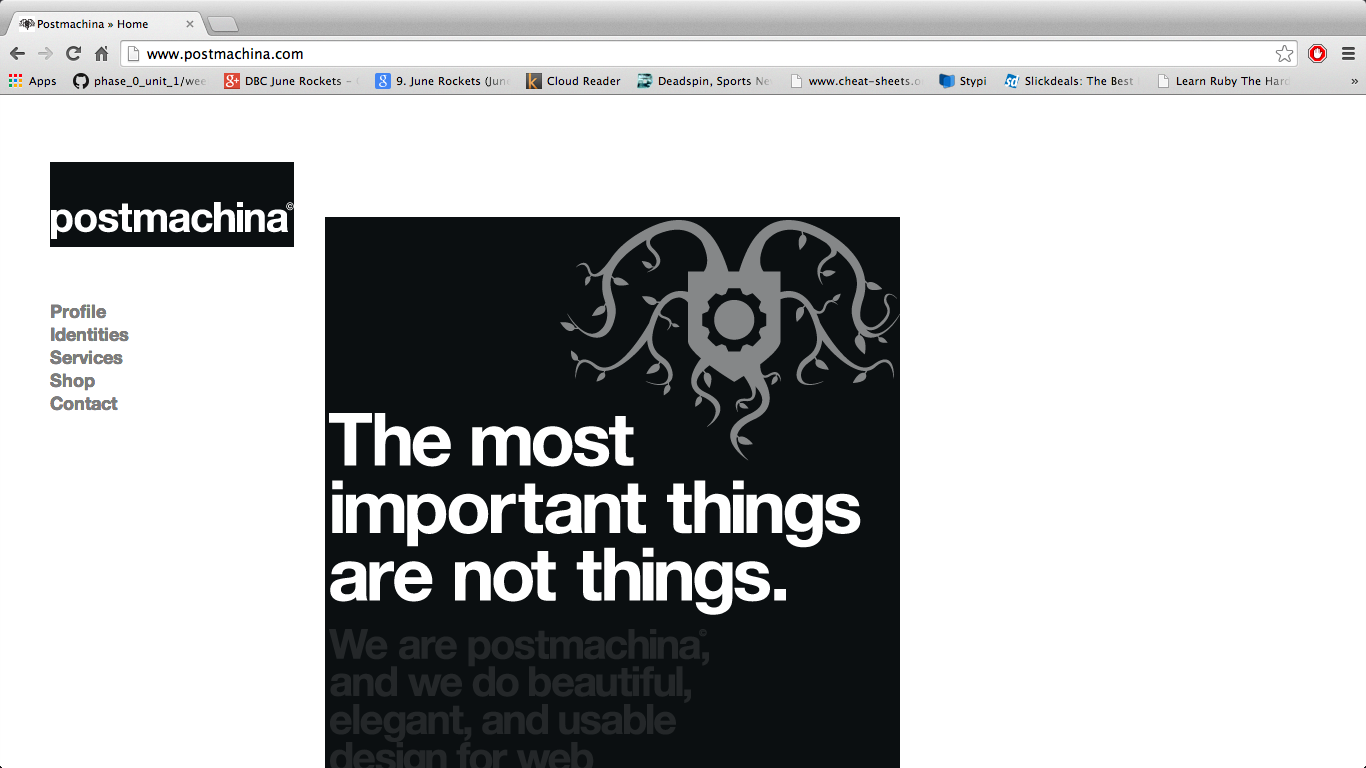 Postmachina » Home
www.postmachina.com
Apps phase_0_unit_1/wee DBC June Rockets – 9. June Rockets (June Cloud Reader Deadspin, Sports Ne www.cheat-sheets.o Stypi Slickdeals: The Best Learn Ruby The Hard »
postmachina©
Profile
Identities
Services
Shop
Contact
The most
important things
are not things.
We are postmachina©,
and we do beautiful,
elegant, and usable
design for web